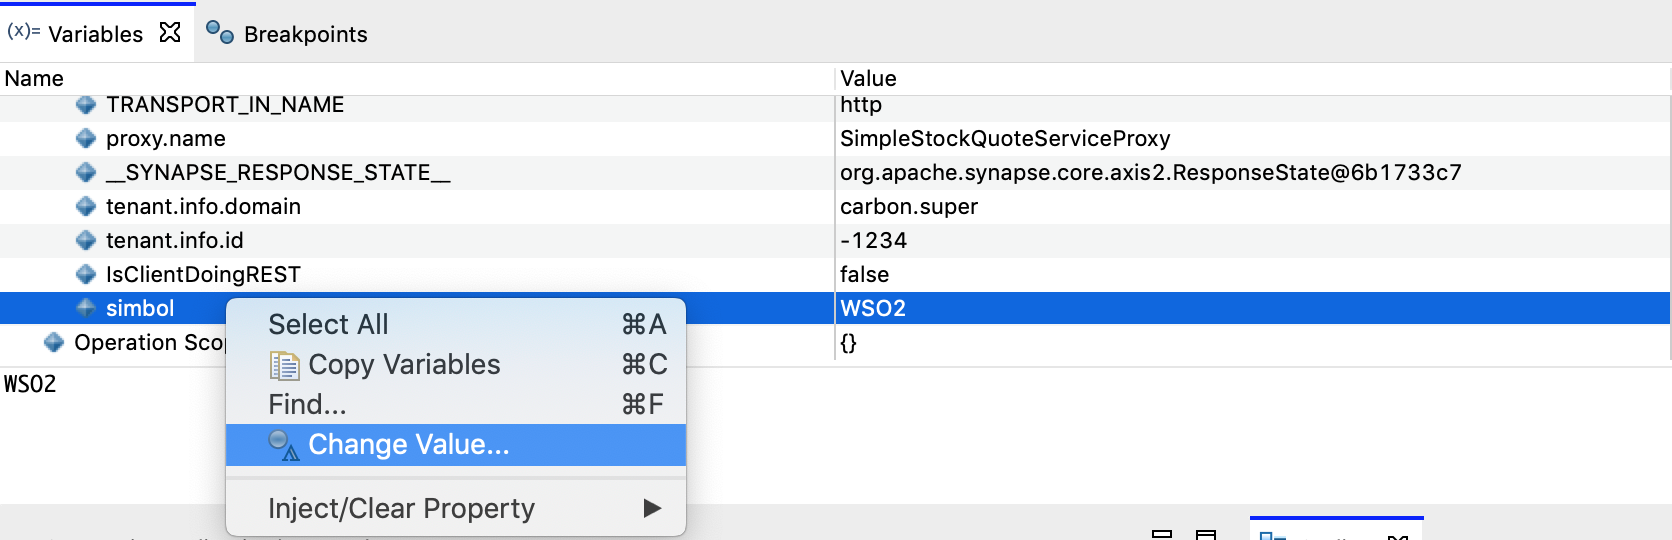 (x)= Variables Breakpoints
Name Value
TRANSPORT_IN_NAME http
proxy.name SimpleStockQuoteServiceProxy
__SYNAPSE_RESPONSE_STATE__ org.apache.synapse.core.axis2.ResponseState@6b1733c7
tenant.info.domain carbon.super
tenant.info.id -1234
IsClientDoingREST false
simbol WSO2
Select All ⌘A
Operation Sco {}
Copy Variables ⌘C
WSO2
Find... ⌘F
Change Value...
Inject/Clear Property ▶